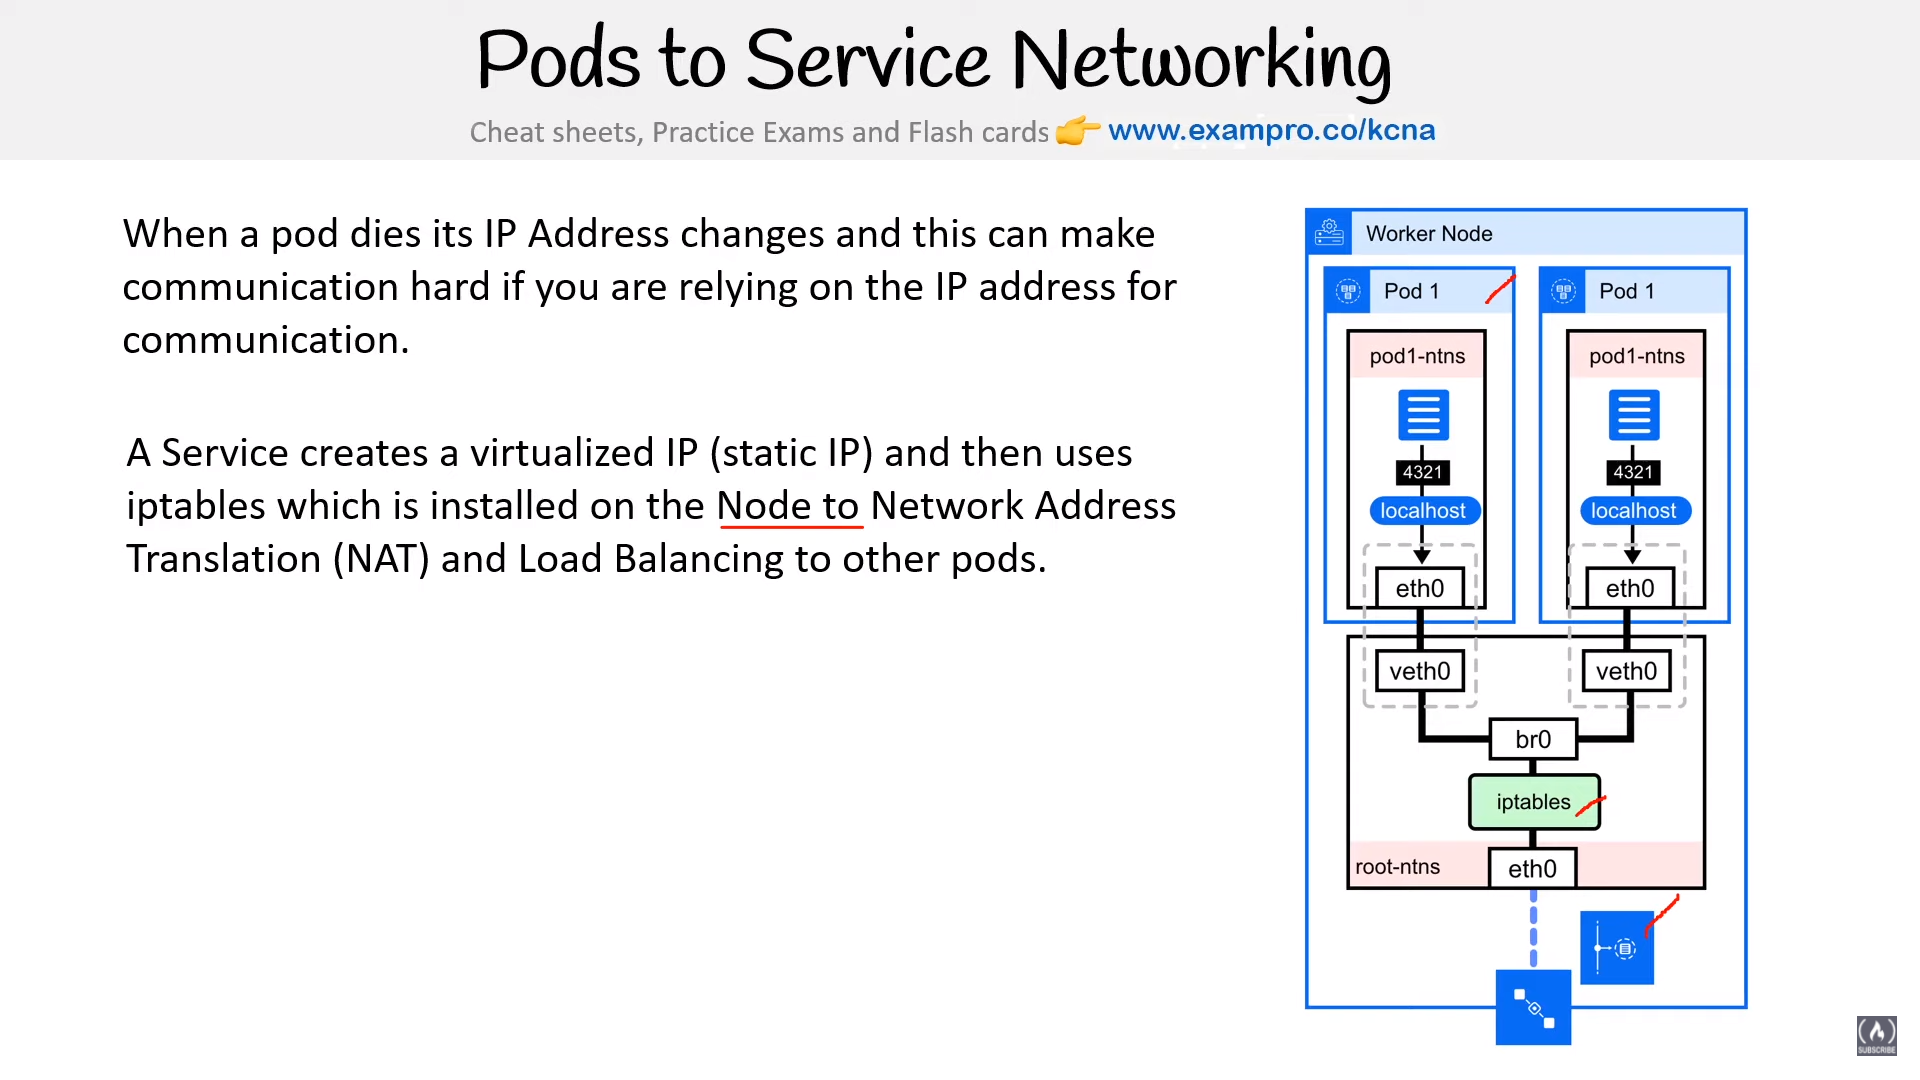 Pods to Service Networking
Cheat sheets, Practice Exams and Flash cards 👉 www.exampro.co/kcna
When a pod dies its IP Address changes and this can make
communication hard if you are relying on the IP address for
communication.
A Service creates a virtualized IP (static IP) and then uses
iptables which is installed on the Node to Network Address
Translation (NAT) and Load Balancing to other pods.
Worker Node
Pod 1
Pod 1
pod1-ntns
pod1-ntns
4321
4321
localhost
localhost
eth0
eth0
veth0
veth0
br0
iptables
root-ntns
eth0
SUBSCRIBE